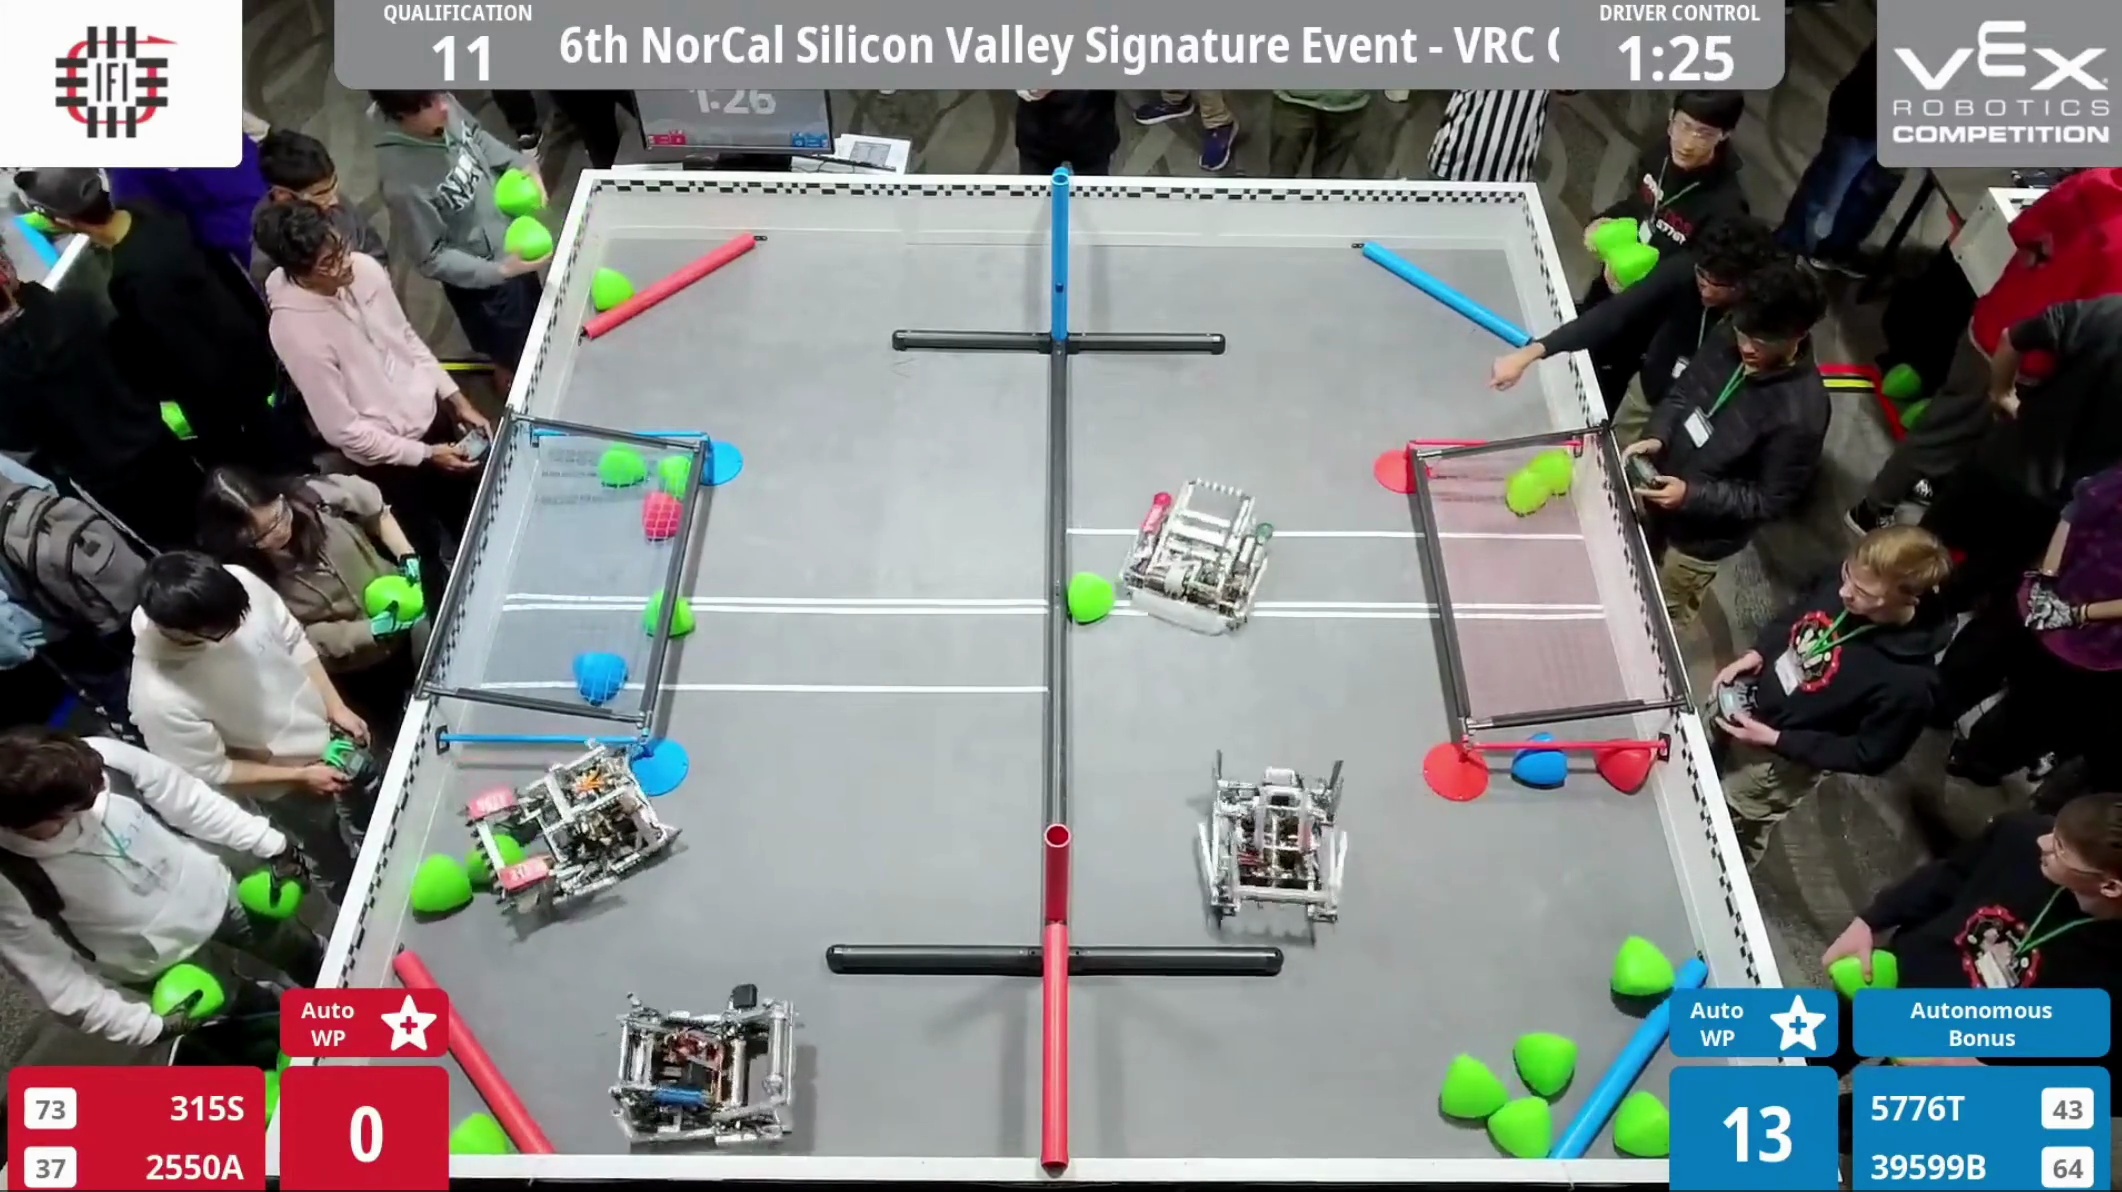 IFI
QUALIFICATION
11
6th NorCal Silicon Valley Signature Event - VRC
DRIVER CONTROL
1:25
VEX
ROBOTICS
COMPETITION
1:26
Auto
WP
73 315S
37 2550A
0
Auto
WP
Autonomous
Bonus
13
5776T 43
39599B 64